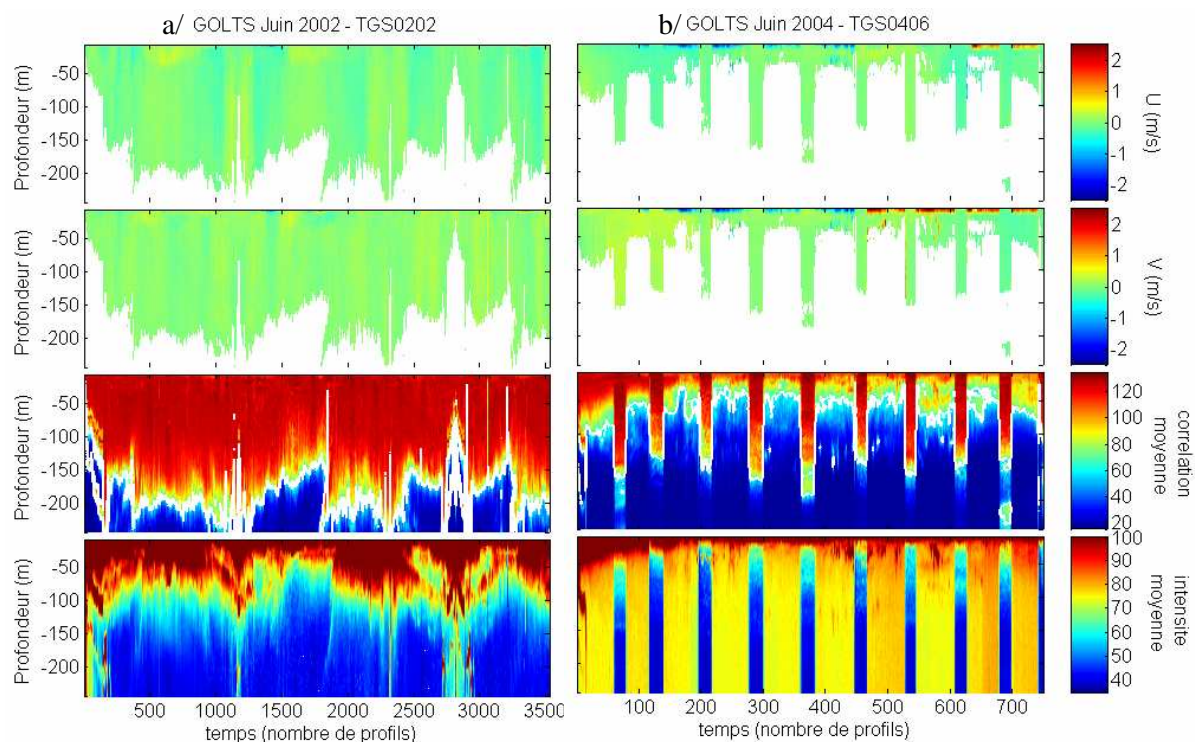 a/ GOLTS Juin 2002 - TGS0202
b/ GOLTS Juin 2004 - TGS0406
Profondeur (m)
-50
-100
-150
-200
2
1
0
-1
-2
U (m/s)
Profondeur (m)
-50
-100
-150
-200
2
1
0
-1
-2
V (m/s)
Profondeur (m)
-50
-100
-150
-200
120
100
80
60
40
20
correlation
moyenne
Profondeur (m)
-50
-100
-150
-200
100
90
80
70
60
50
40
intensite
moyenne
500 1000 1500 2000 2500 3000 3500
100 200 300 400 500 600 700
temps (nombre de profils)
temps (nombre de profils)